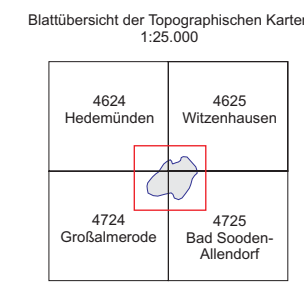 Blattübersicht der Topographischen Karten
1:25.000
4624
Hedemünden
4625
Witzenhausen
4724
Großalmerode
4725
Bad Sooden-
Allendorf